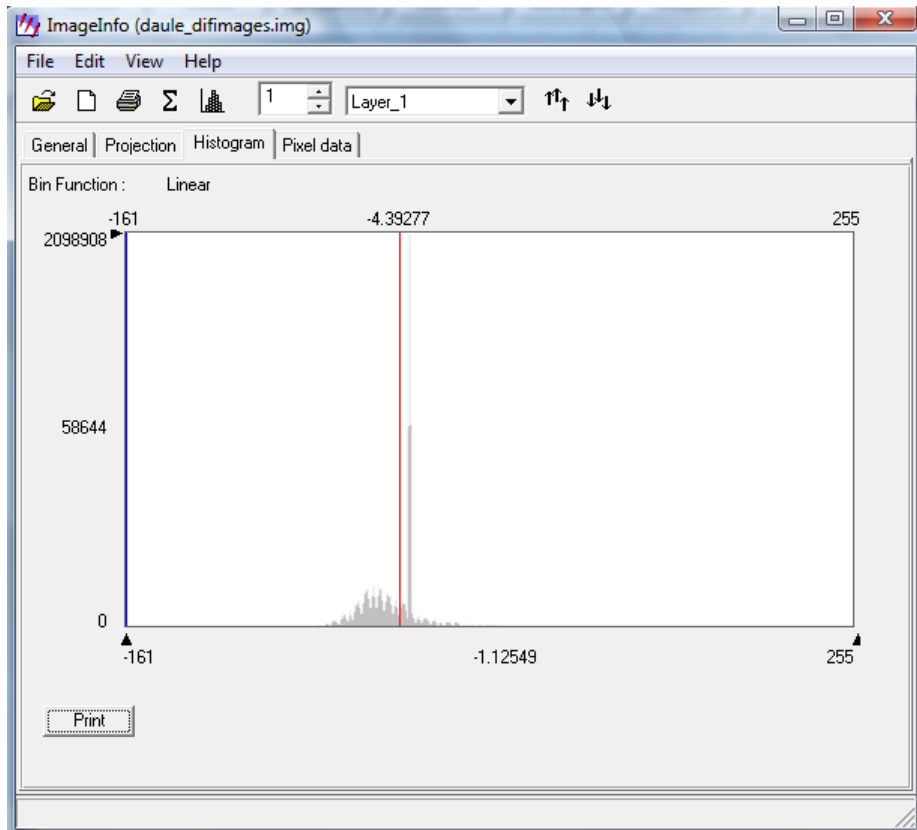 ImageInfo (daule_difimages.img)
File Edit View Help
Σ 1 Layer_1
General Projection Histogram Pixel data
Bin Function : Linear
-161 -4.39277 255
2098908
58644
0
-161 -1.12549 255
Print